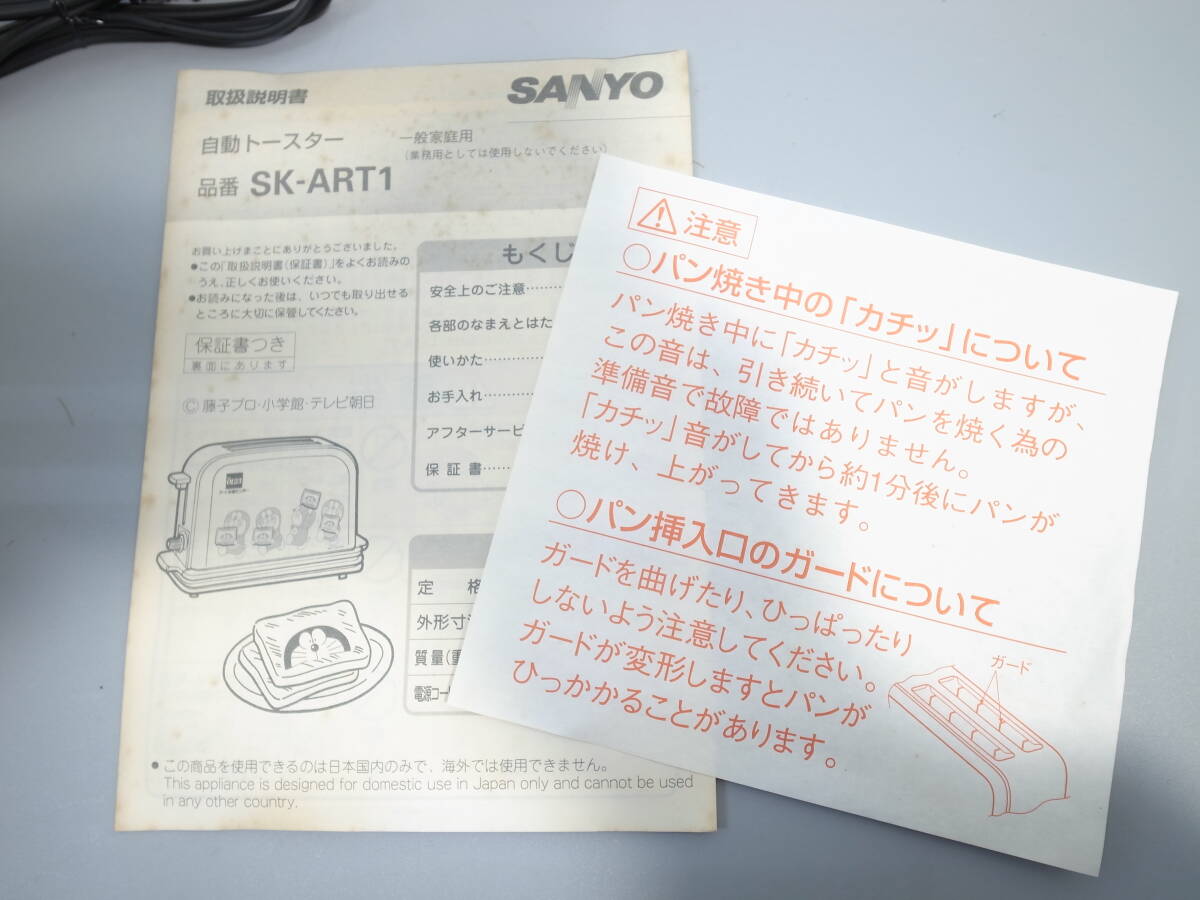 取扱説明書
SANYO
自動トースター
一般家庭用
(業務用としては使用しないでください)
品番 SK-ART1
お買い上げまことにありがとうございました。
●この「取扱説明書(保証書)」をよくお読みの
うえ、正しくお使いください。
●お読みになった後は、いつでも取り出せる
ところに大切に保管してください。
保証書つき
裏面にあります
Ⓒ藤子プロ・小学館・テレビ朝日
もくじ
安全上のご注意
各部のなまえとはた
使いかた
お手入れ
アフターサービ
保証書
定 格
外形寸
質量(
電源コー
●この商品を使用できるのは日本国内のみで、海外では使用できません。
This appliance is designed for domestic use in Japan only and cannot be used
in any other country.
⚠注意
○パン焼き中の「カチッ」について
パン焼き中に「カチッ」と音がしますが、
この音は、引き続いてパンを焼く為の
準備音で故障ではありません。
「カチッ」音がしてから約1分後にパンが
焼け、上がってきます。
○パン挿入口のガードについて
ガードを曲げたり、ひっぱったり
しないよう注意してください。
ガードが変形しますとパンが
ひっかかることがあります。
ガード